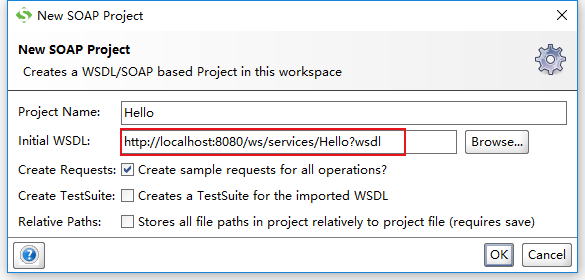 New SOAP Project
New SOAP Project
Creates a WSDL/SOAP based Project in this workspace
Project Name: Hello
Initial WSDL: http://localhost:8080/ws/services/Hello?wsdl Browse...
Create Requests: Create sample requests for all operations?
Create TestSuite: Creates a TestSuite for the imported WSDL
Relative Paths: Stores all file paths in project relatively to project file (requires save)
? OK Cancel